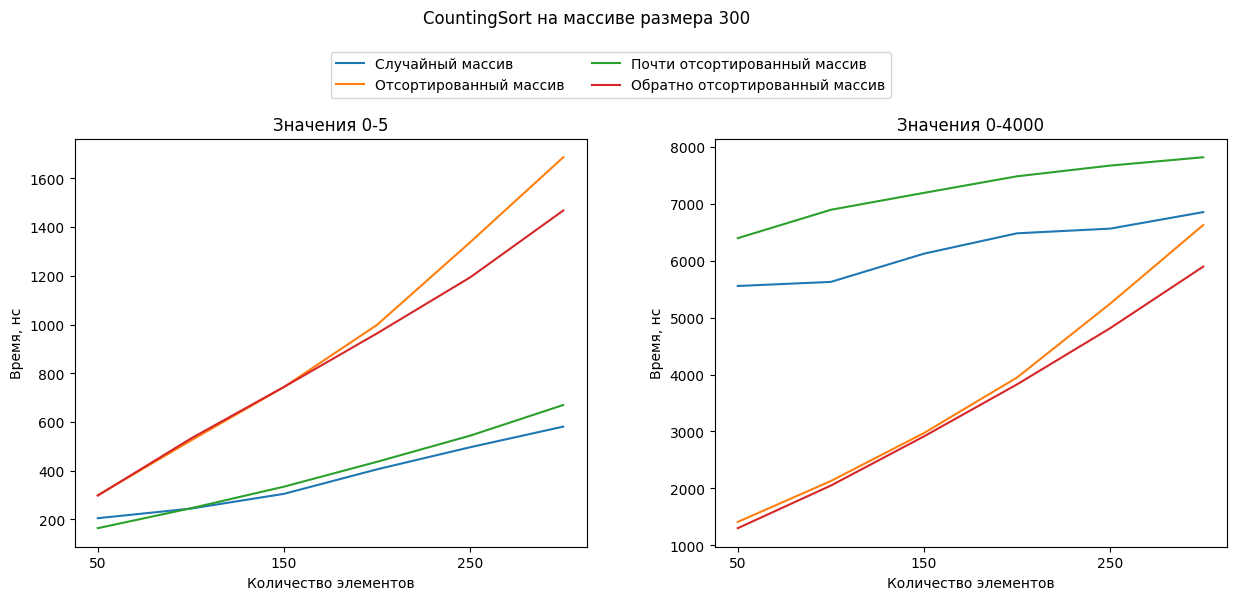 CountingSort на массиве размера 300
Случайный массив
Отсортированный массив
Почти отсортированный массив
Обратно отсортированный массив
Значения 0-5
Время, нс
1600
1400
1200
1000
800
600
400
200
50
150
250
Количество элементов
Значения 0-4000
Время, нс
8000
7000
6000
5000
4000
3000
2000
1000
50
150
250
Количество элементов